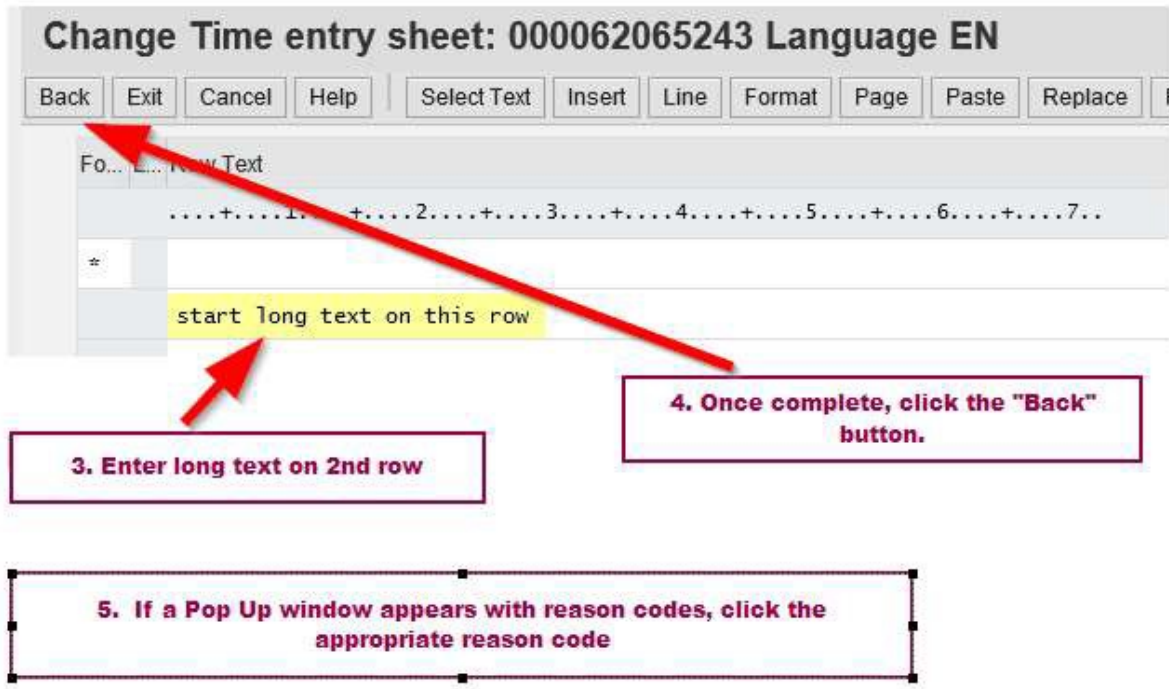 Change Time entry sheet: 000062065243 Language EN
Back Exit Cancel Help Select Text Insert Line Format Page Paste Replace
Fo... Text
....+....1....+....2....+....3....+....4....+....5....+....6....+....7..
*
start long text on this row
4. Once complete, click the "Back"
button.
3. Enter long text on 2nd row
5. If a Pop Up window appears with reason codes, click the
appropriate reason code